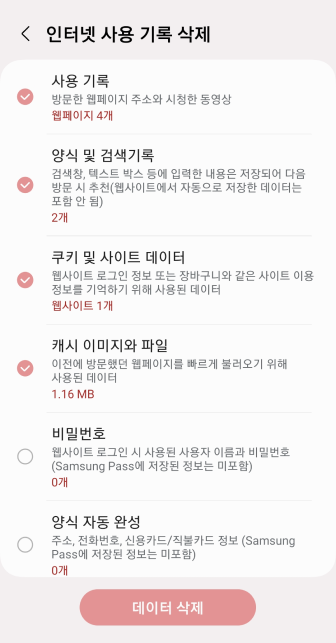 인터넷 사용 기록 삭제
사용 기록
방문한 웹페이지 주소와 시청한 동영상
웹페이지 4개
양식 및 검색기록
검색창, 텍스트 박스 등에 입력한 내용은 저장되어 다음
방문 시 추천(웹사이트에서 자동으로 저장한 데이터는
포함 안 됨)
2개
쿠키 및 사이트 데이터
웹사이트 로그인 정보 또는 장바구니와 같은 사이트 이용
정보를 기억하기 위해 사용된 데이터
웹사이트 1개
캐시 이미지와 파일
이전에 방문했던 웹페이지를 빠르게 불러오기 위해
사용된 데이터
1.16 MB
비밀번호
웹사이트 로그인 시 사용된 사용자 이름과 비밀번호
(Samsung Pass에 저장된 정보는 미포함)
0개
양식 자동 완성
주소, 전화번호, 신용카드/직불카드 정보 (Samsung
Pass에 저장된 정보는 미포함)
0개
데이터 삭제